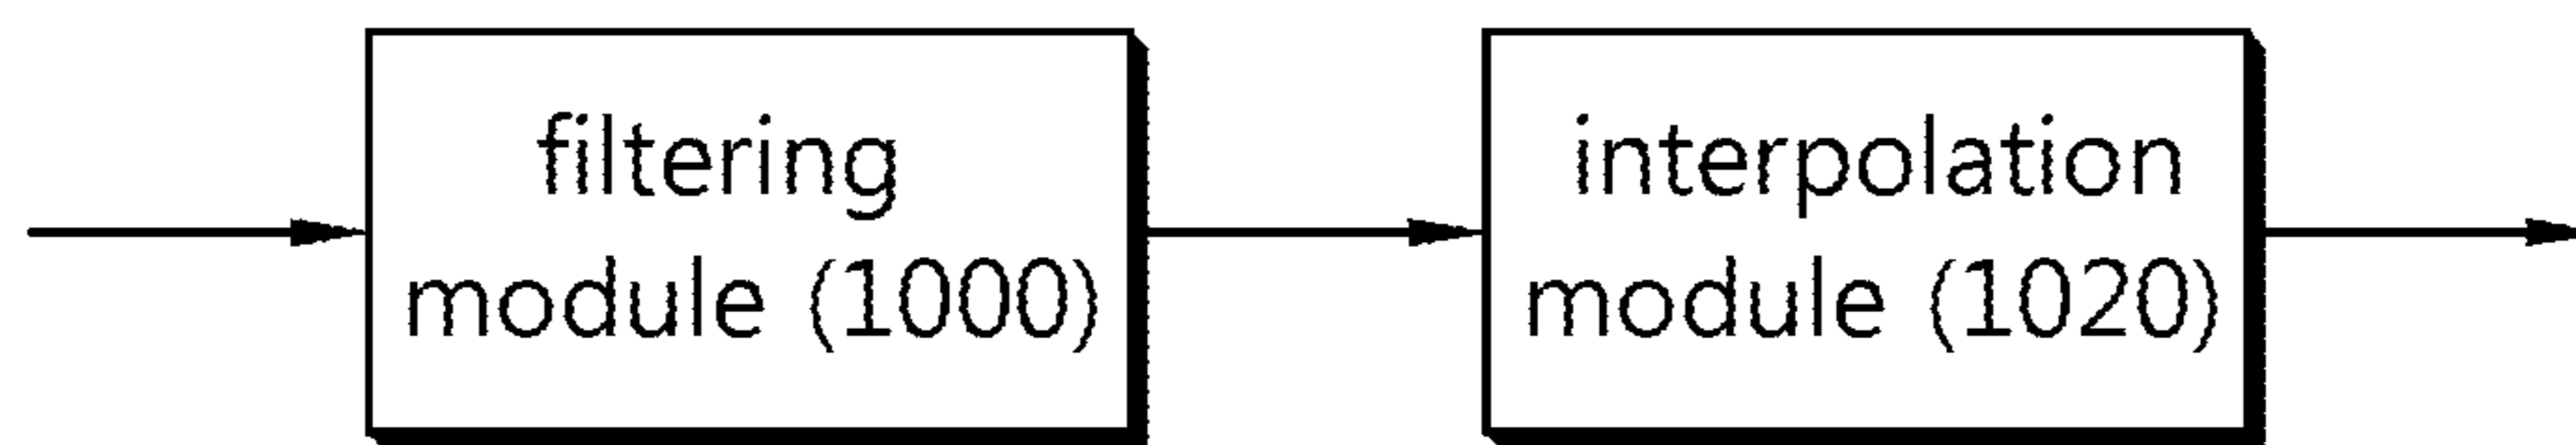 filtering
module (1000)
interpolation
module (1020)